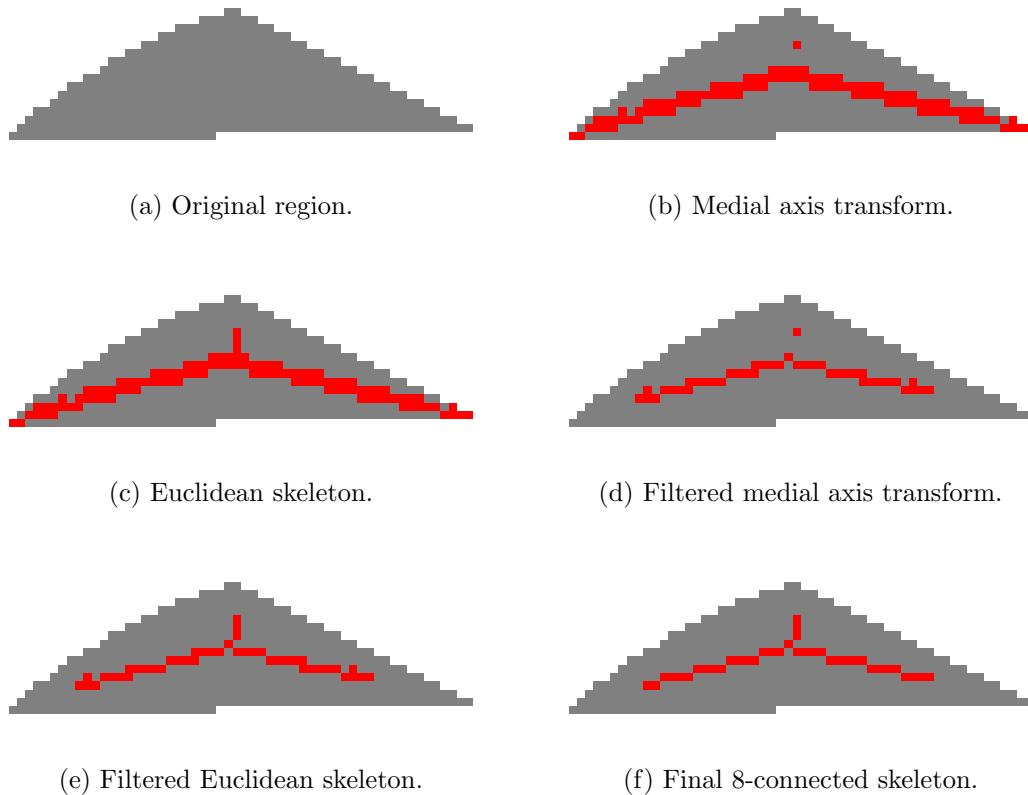 (a) Original region.
(b) Medial axis transform.
(c) Euclidean skeleton.
(d) Filtered medial axis transform.
(e) Filtered Euclidean skeleton.
(f) Final 8-connected skeleton.